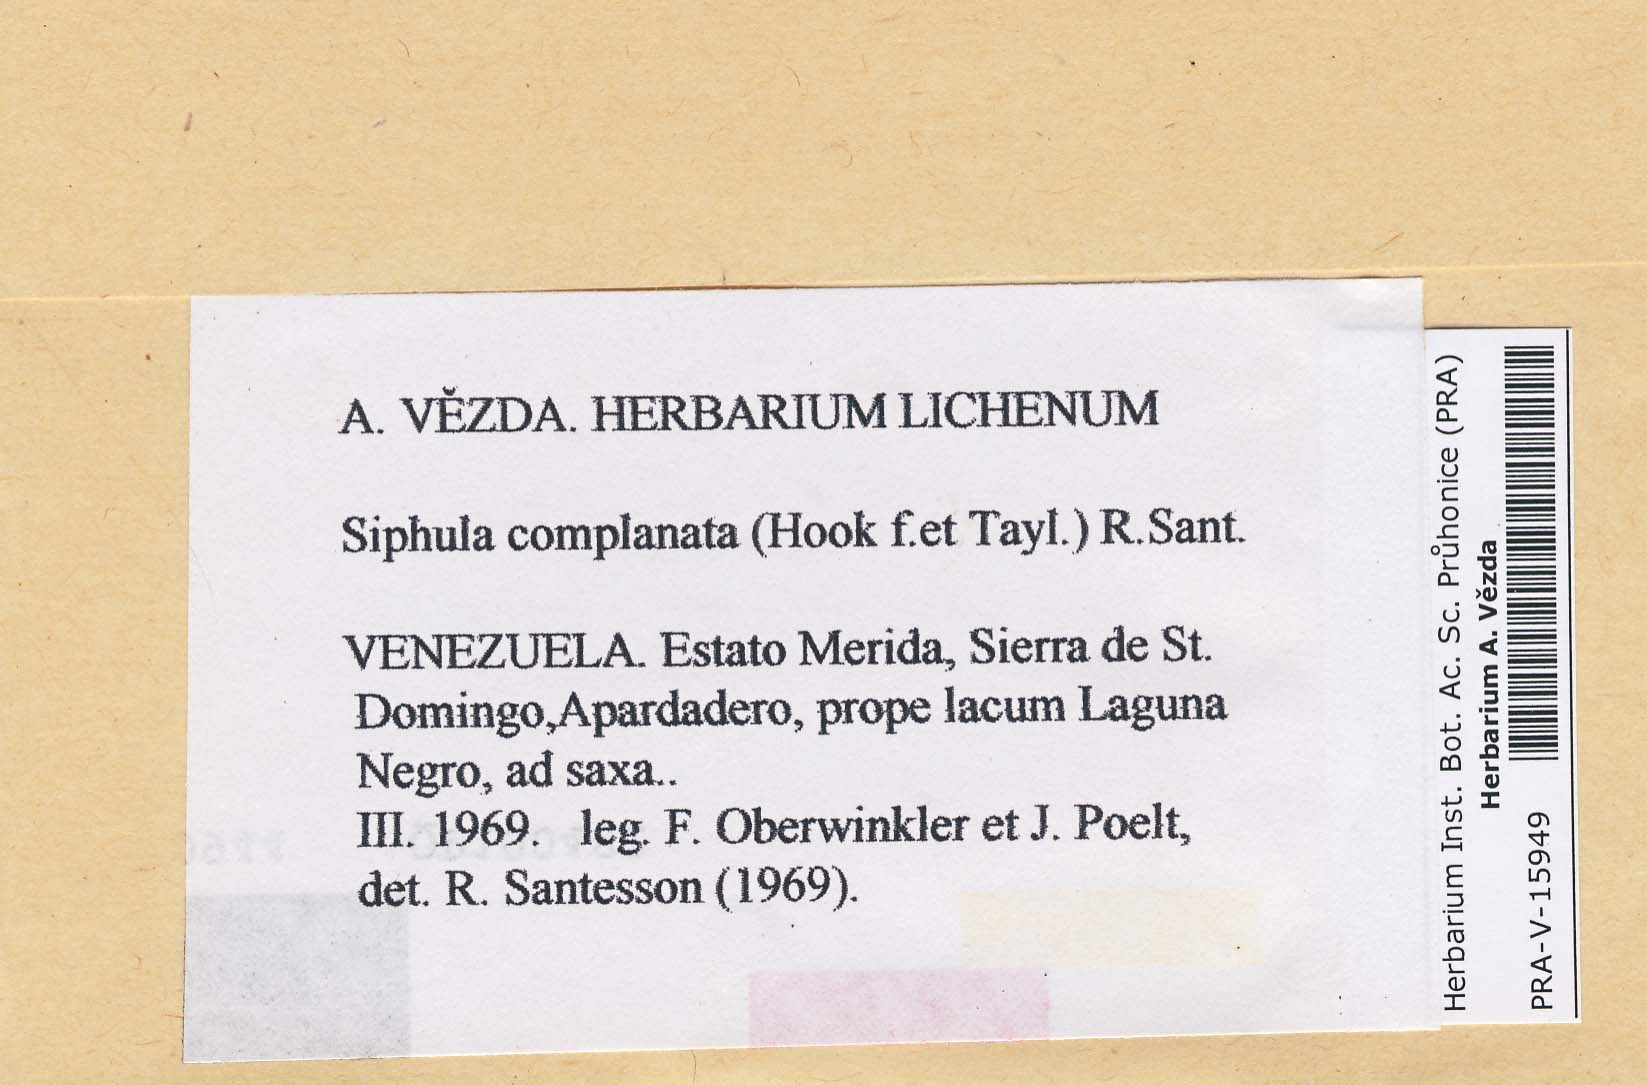 A. VĚZDA. HERBARIUM LICHENUM
Siphula complanata (Hook f.et Tayl.) R.Sant.
VENEZUELA. Estato Merida, Sierra de St.
Domingo,Apardadero, prope lacum Laguna
Negro, ad saxa..
III. 1969. leg. F. Oberwinkler et J. Poelt,
det. R. Santesson (1969).
Herbarium Inst. Bot. Ac. Sc. Průhonice (PRA)
Herbarium A. Vězda
PRA-V-15949